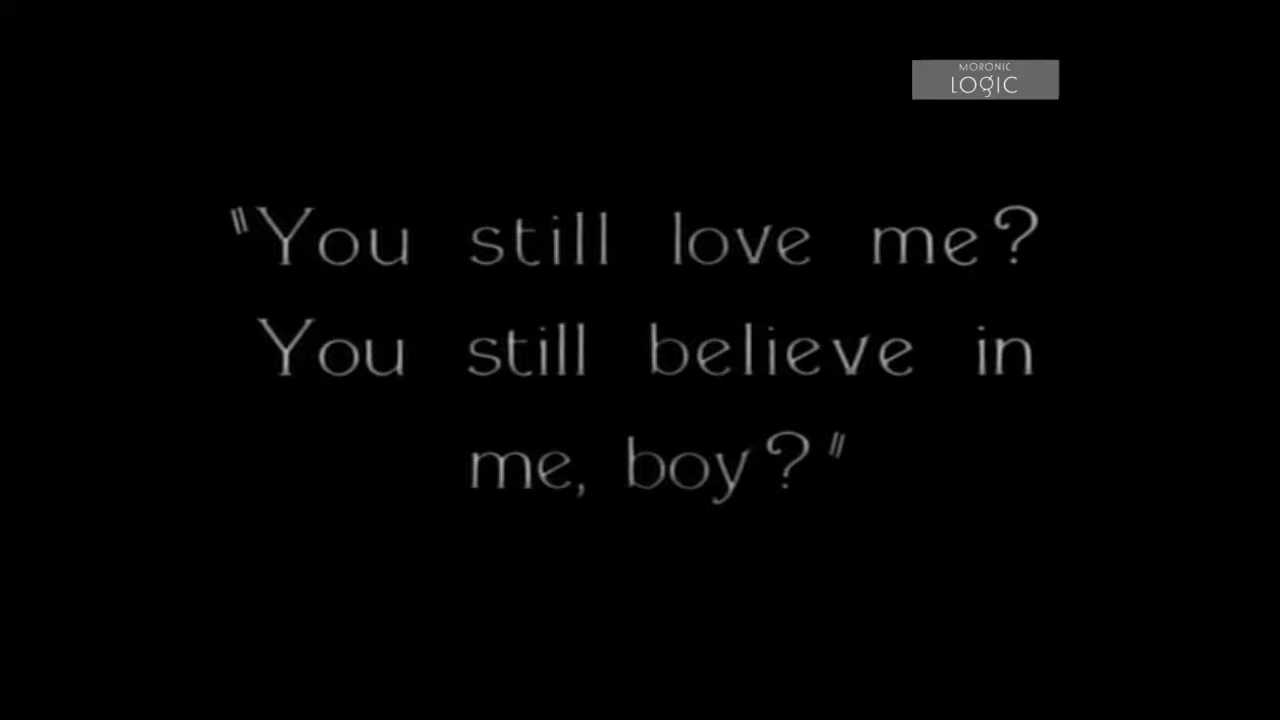 MORONIC
LOGIC
"You still love me?
You still believe in
me, boy?"